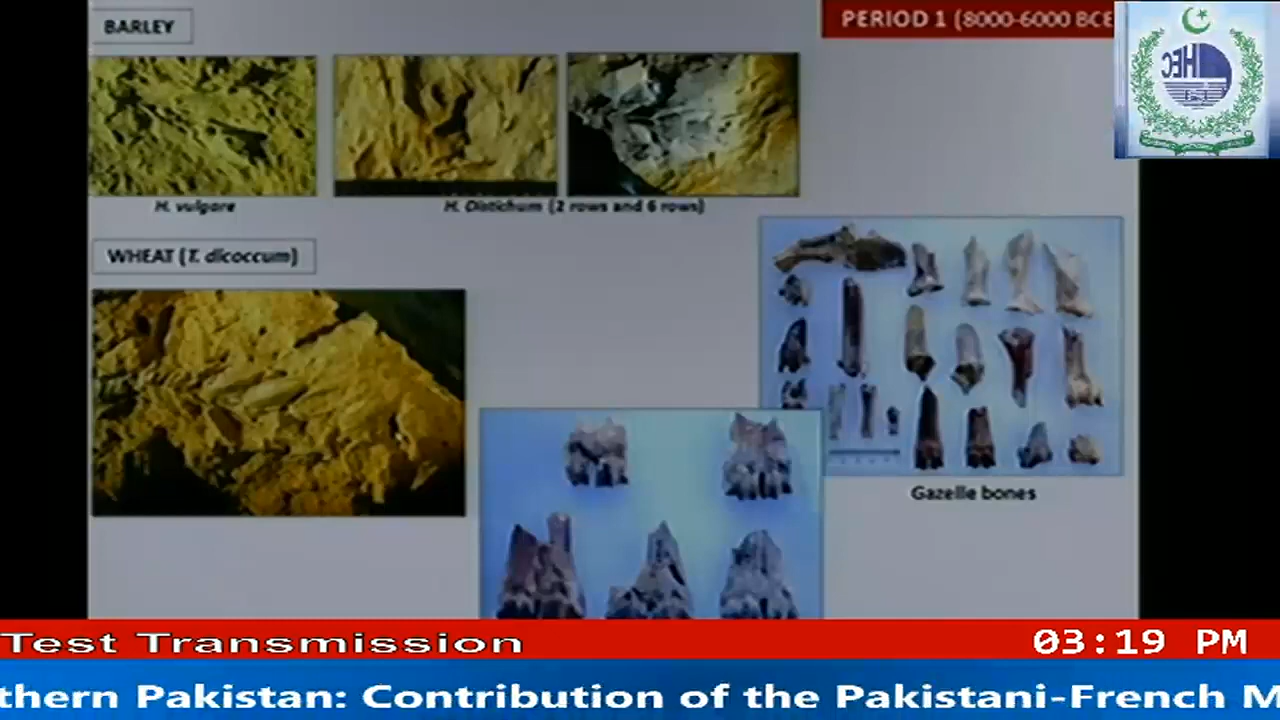 BARLEY
PERIOD 1 (8000-6000 BCE
HEC
H. vulgare
H. Distichum (2 rows and 6 rows)
WHEAT (T. dicoccum)
Gazelle bones
Test Transmission
03:19 PM
thern Pakistan: Contribution of the Pakistani-French M